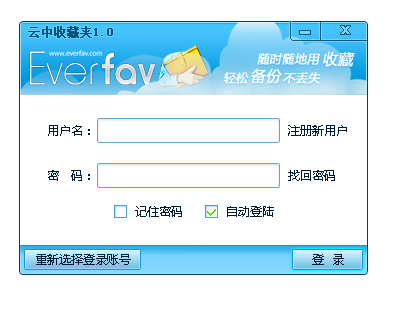 云中收藏夹1.0
www.everfav.com
Everfav
随时随地用 收藏
轻松 备份 不丢失
用户名： 注册新用户
密 码： 找回密码
记住密码 自动登陆
重新选择登录账号 登 录